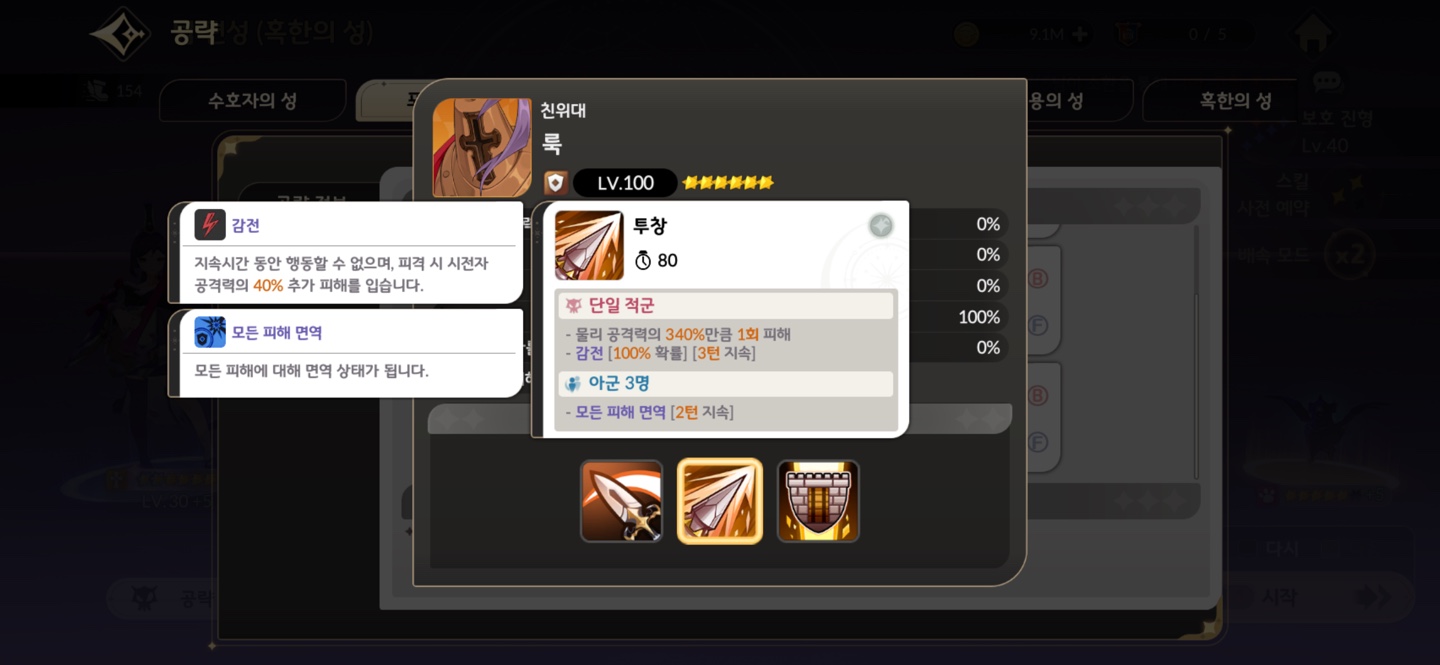 공략
성 (혹한의 성)
9.1M
0 / 5
154
수호자의 성
용의 성
혹한의 성
보호 진형
Lv.40
스킬
사전 예약
배속 모드
x2
친위대
룩
LV.100
감전
지속시간 동안 행동할 수 없으며, 피격 시 시전자
공격력의 40% 추가 피해를 입습니다.
모든 피해 면역
모든 피해에 대해 면역 상태가 됩니다.
투창
80
단일 적군
- 물리 공격력의 340%만큼 1회 피해
- 감전 [100% 확률] [3턴 지속]
아군 3명
- 모든 피해 면역 [2턴 지속]
0%
0%
0%
100%
0%
B
F
B
F
다시
공략
시작